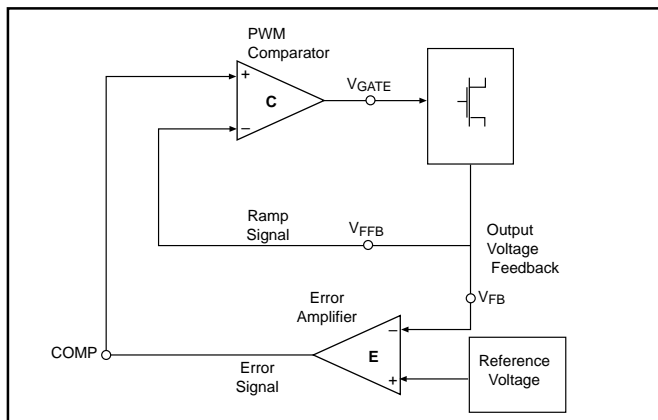 PWM
Comparator
+
C
−
VGATE
Ramp
Signal
VFFB
Output
Voltage
Feedback
VFB
Error
Amplifier
−
E
+
COMP
Error
Signal
Reference
Voltage